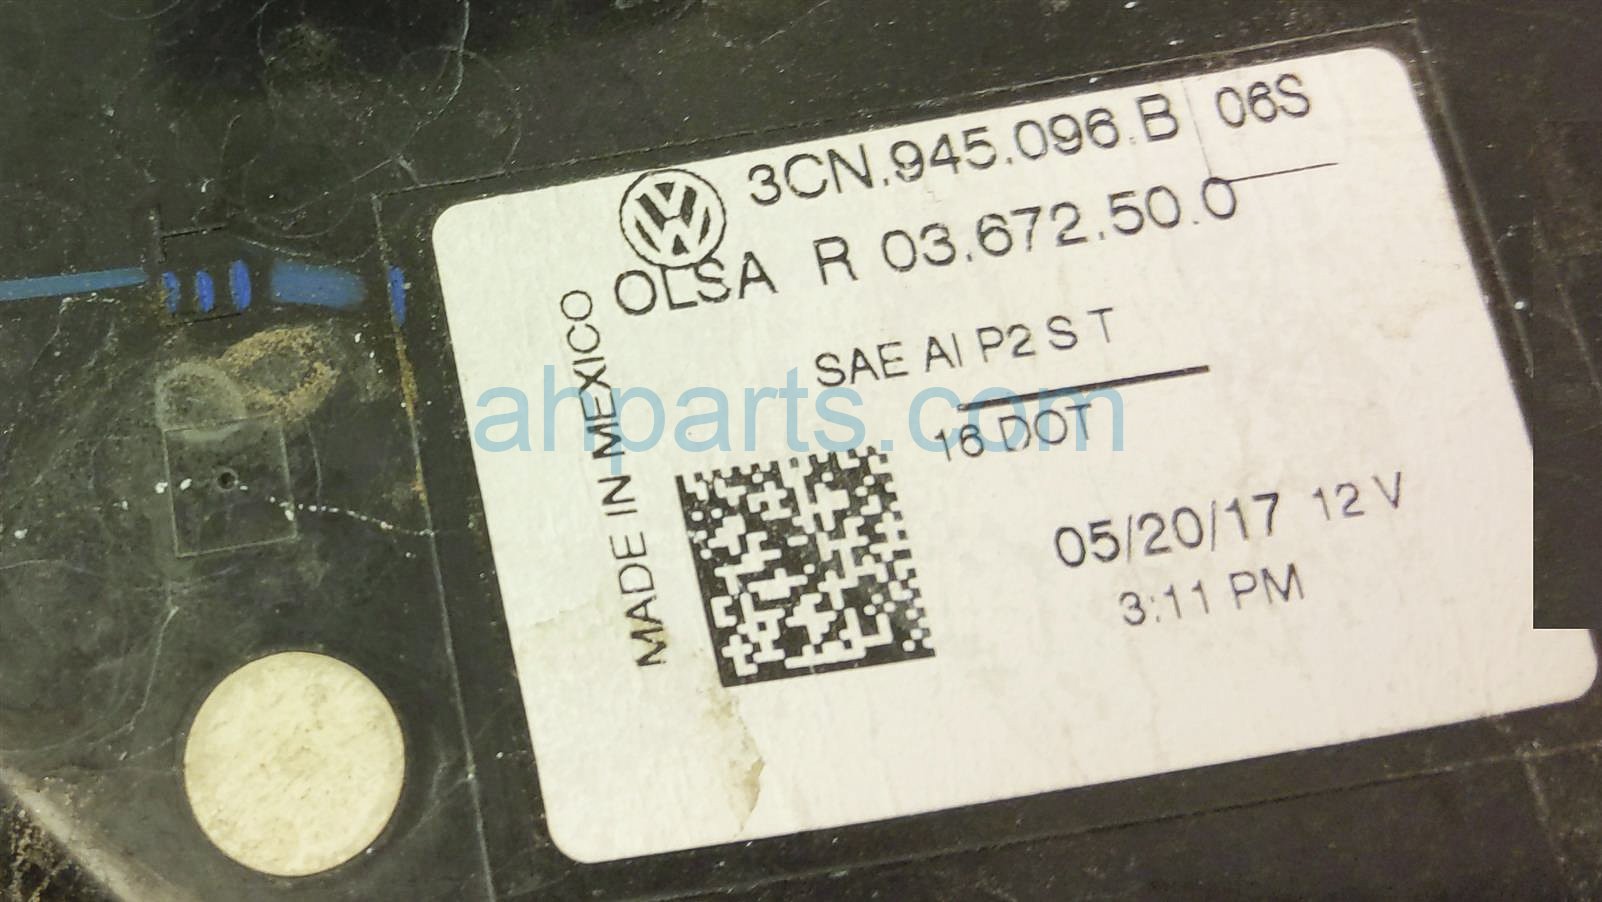 3CN.945.096.B 06S
OLSA R 03.672.50.0
MADE IN MEXICO
SAE AI P2 S T
16 DOT
05/20/17 12 V
3:11 PM
ahparts.com